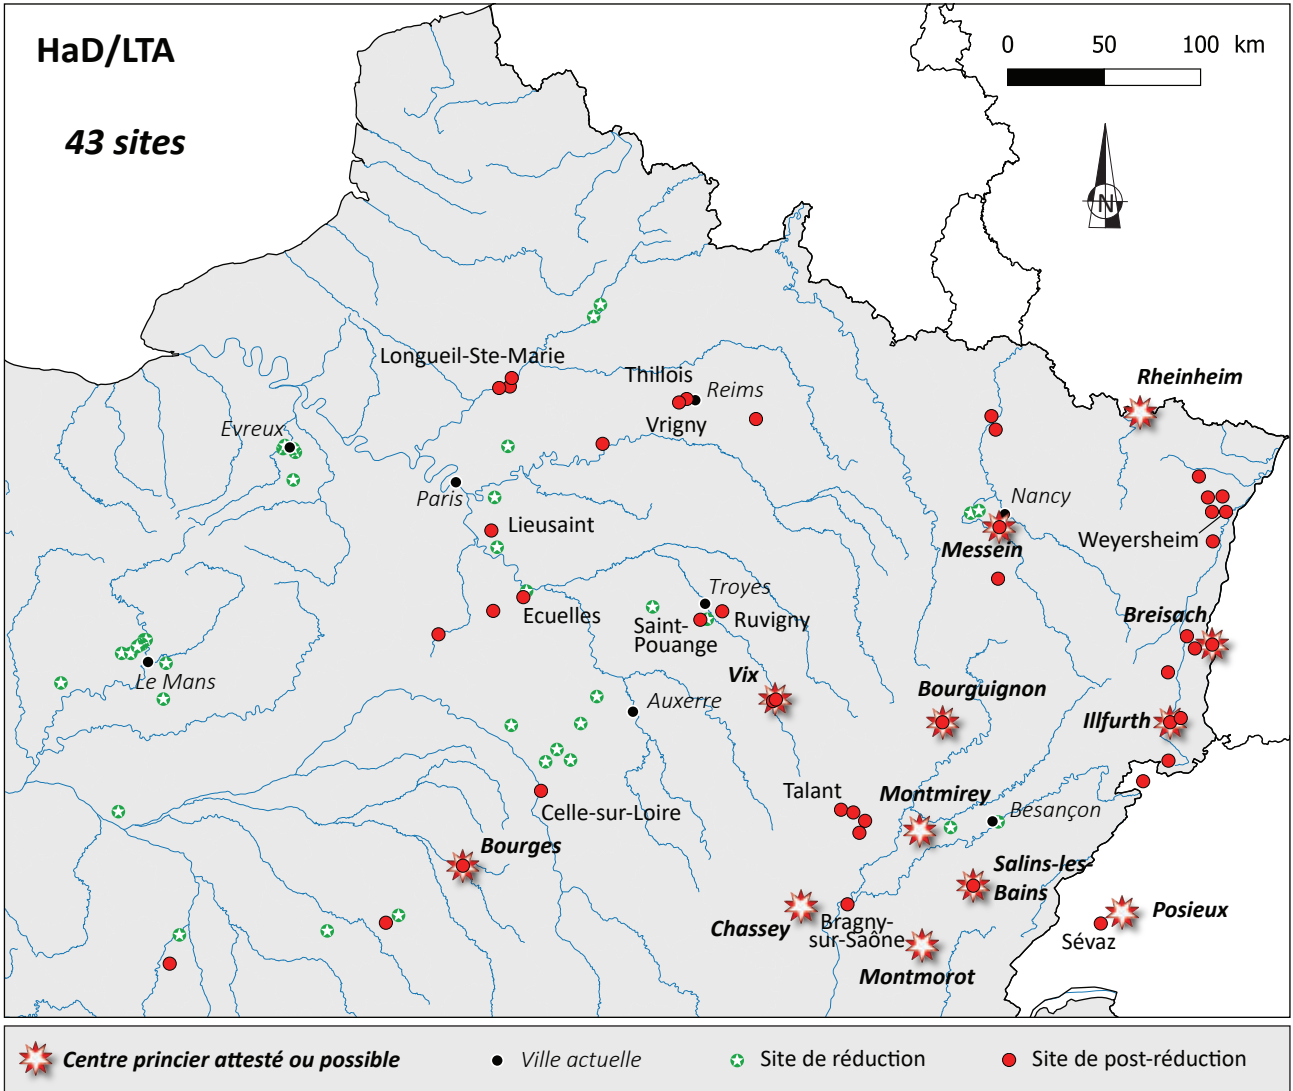 HaD/LTA
0 50 100 km
43 sites
N
Longueil-Ste-Marie
Thillois
Reims
Vrigny
Rheinheim
Evreux
Paris
Nancy
Lieusaint
Messein
Weyersheim
Troyes
Ecuelles
Saint-
Pouange
Ruvigny
Breisach
Le Mans
Vix
Auxerre
Bourguignon
Illfurth
Talant
Montmirey
Besançon
Celle-sur-Loire
Bourges
Salins-les-
Bains
Chassey
Bragny-
sur-Saône
Posieux
Sévaz
Montmorot
Centre princier attesté ou possible
Ville actuelle
Site de réduction
Site de post-réduction